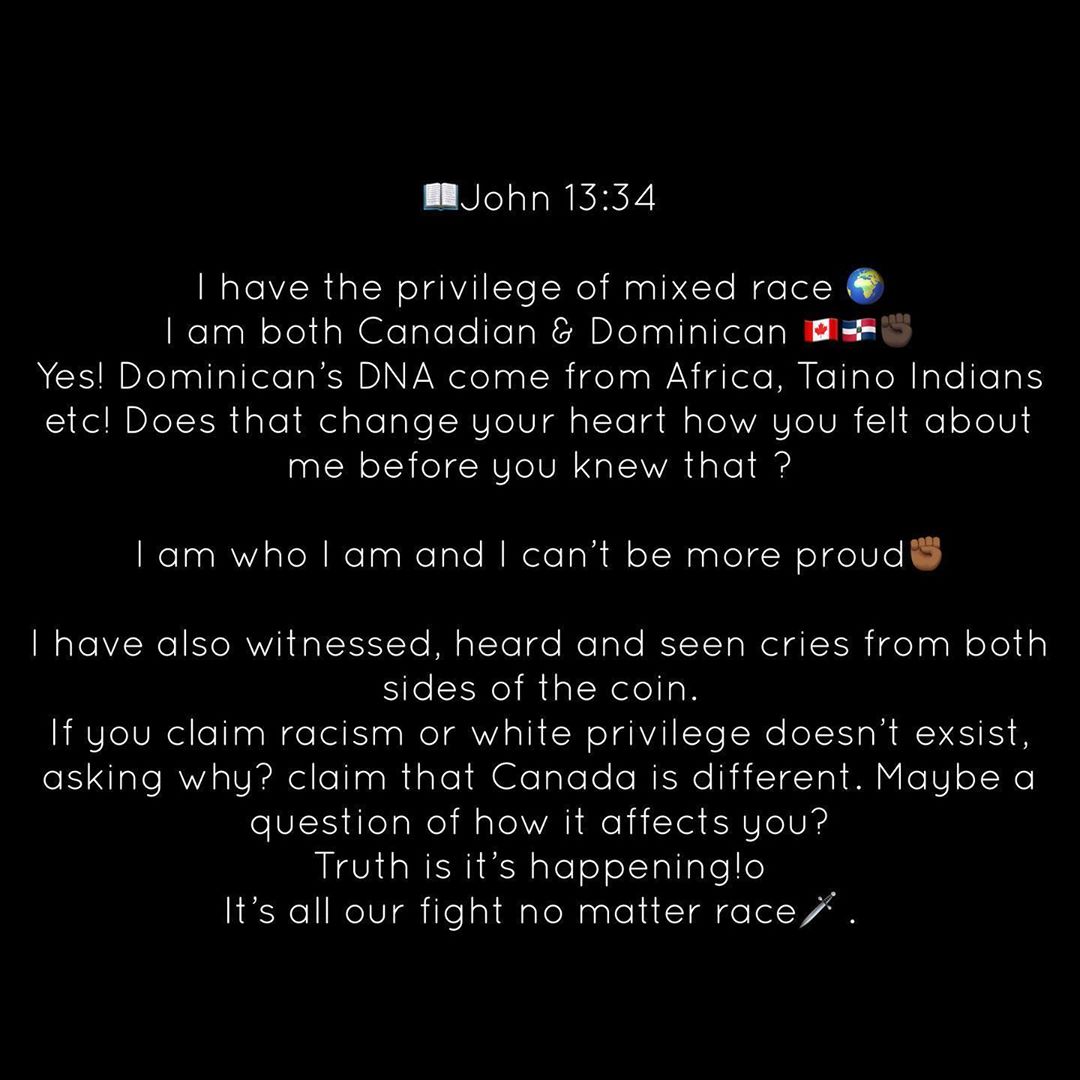 📖John 13:34
I have the privilege of mixed race 🌍
I am both Canadian & Dominican 🇨🇦🇩🇴✊🏿
Yes! Dominican’s DNA come from Africa, Taino Indians
etc! Does that change your heart how you felt about
me before you knew that ?
I am who I am and I can’t be more proud✊🏾
I have also witnessed, heard and seen cries from both
sides of the coin.
If you claim racism or white privilege doesn’t exsist,
asking why? claim that Canada is different. Maybe a
question of how it affects you?
Truth is it’s happening!o
It’s all our fight no matter race🗡️ .